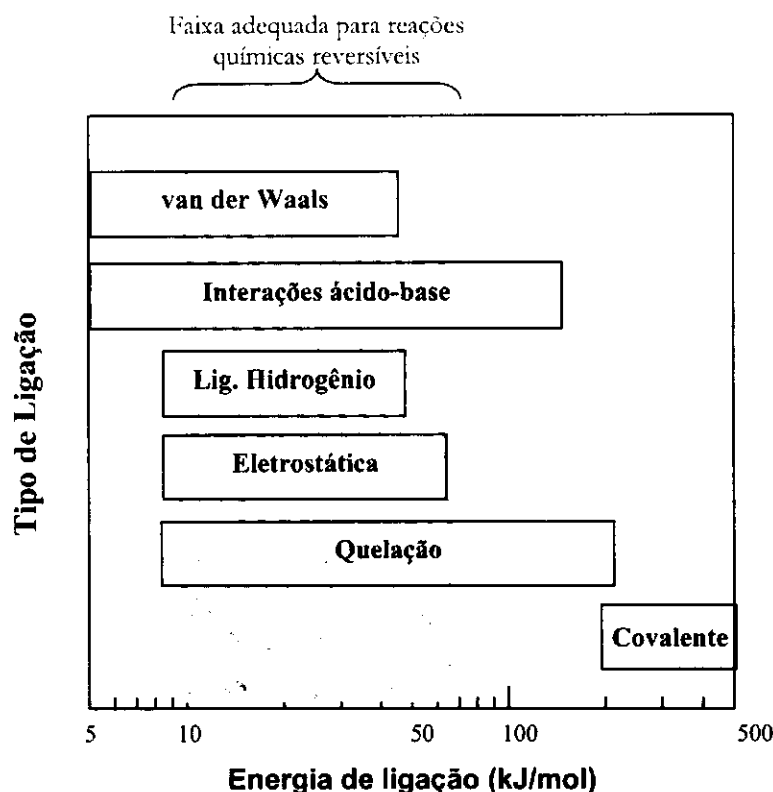 Faixa adequada para reações
químicas reversíveis
van der Waals
Interações ácido-base
Lig. Hidrogênio
Eletrostática
Quelação
Covalente
Tipo de Ligação
5 10 50 100 500
Energia de ligação (kJ/mol)